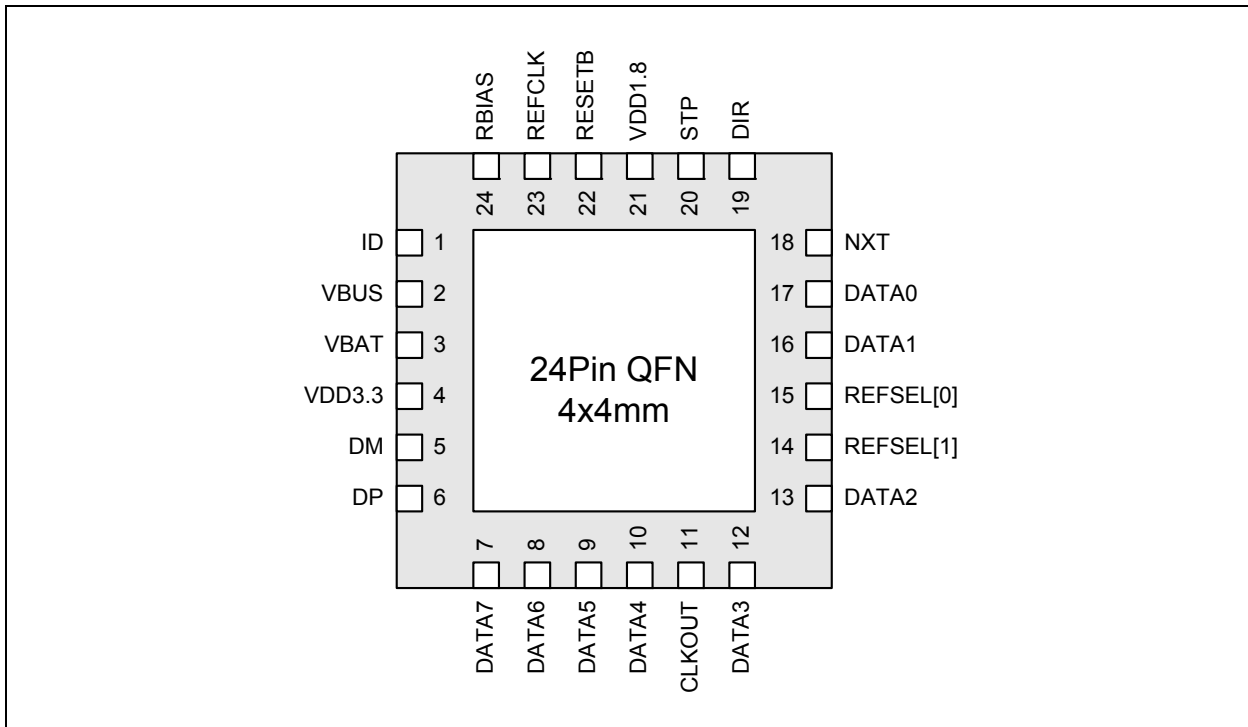 RBIAS
REFCLK
RESETB
VDD1.8
STP
DIR
24
23
22
21
20
19
ID 1
VBUS 2
VBAT 3
VDD3.3 4
DM 5
DP 6
24Pin QFN
4x4mm
18 NXT
17 DATA0
16 DATA1
15 REFSEL[0]
14 REFSEL[1]
13 DATA2
7
8
9
10
11
12
DATA7
DATA6
DATA5
DATA4
CLKOUT
DATA3